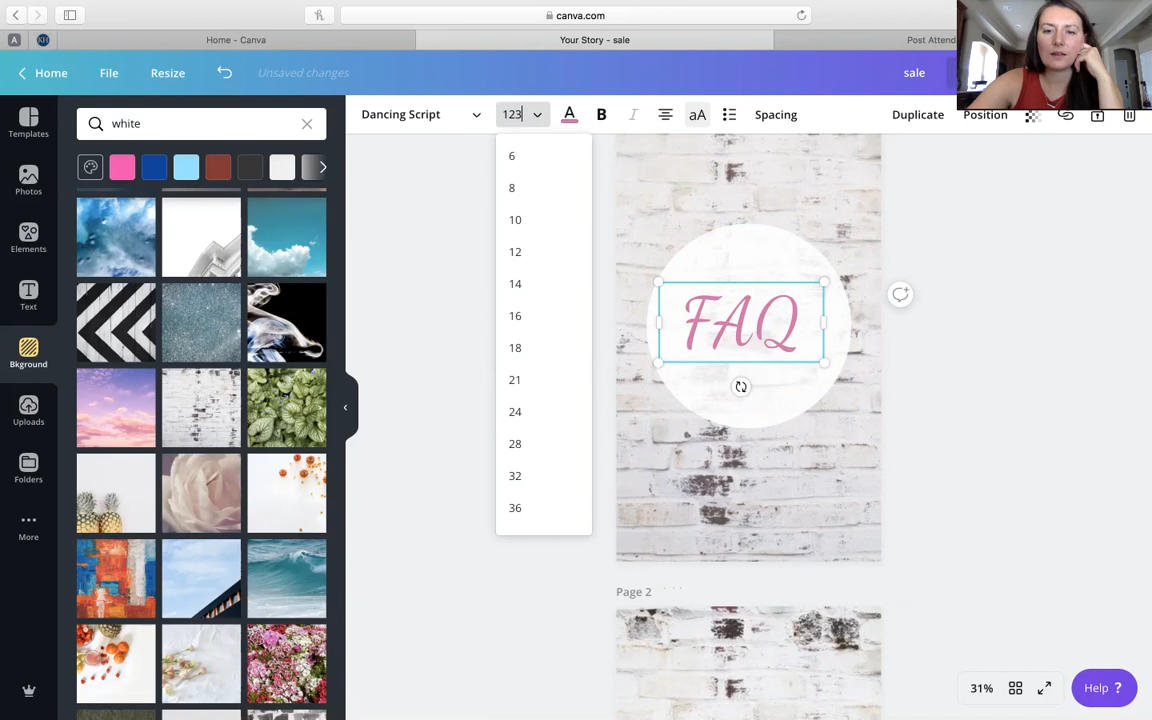 canva.com
A
Home - Canva
Your Story - sale
Post Attend
Home
File
Resize
Unsaved changes
sale
Templates
Photos
Elements
Text
Bkground
Uploads
Folders
More
white
Dancing Script
123
A
B
I
aA
Spacing
Duplicate
Position
6
8
10
12
14
16
18
21
24
28
32
36
FAQ
Page 2
31%
Help ?